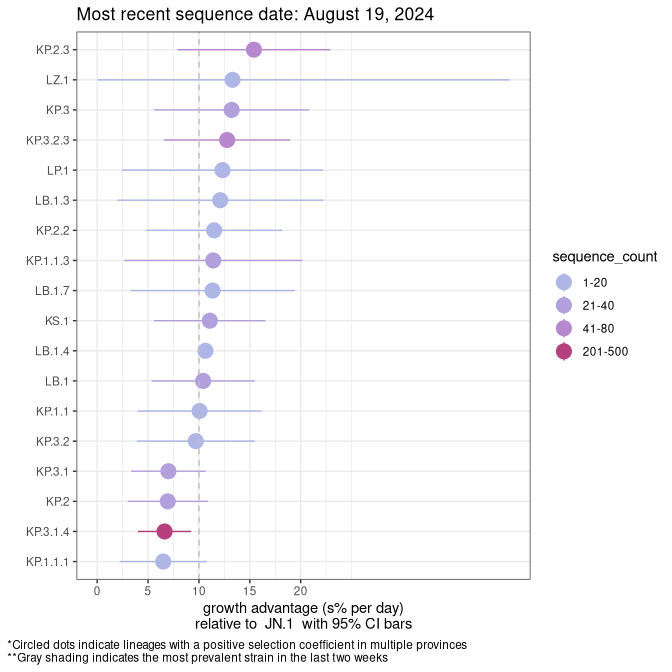 Most recent sequence date: August 19, 2024
KP.2.3
LZ.1
KP.3
KP.3.2.3
LP.1
LB.1.3
KP.2.2
KP.1.1.3
LB.1.7
KS.1
LB.1.4
LB.1
KP.1.1
KP.3.2
KP.3.1
KP.2
KP.3.1.4
KP.1.1.1
0 5 10 15 20
growth advantage (s% per day)
relative to JN.1 with 95% CI bars
sequence_count
1-20
21-40
41-80
201-500
*Circled dots indicate lineages with a positive selection coefficient in multiple provinces
**Gray shading indicates the most prevalent strain in the last two weeks